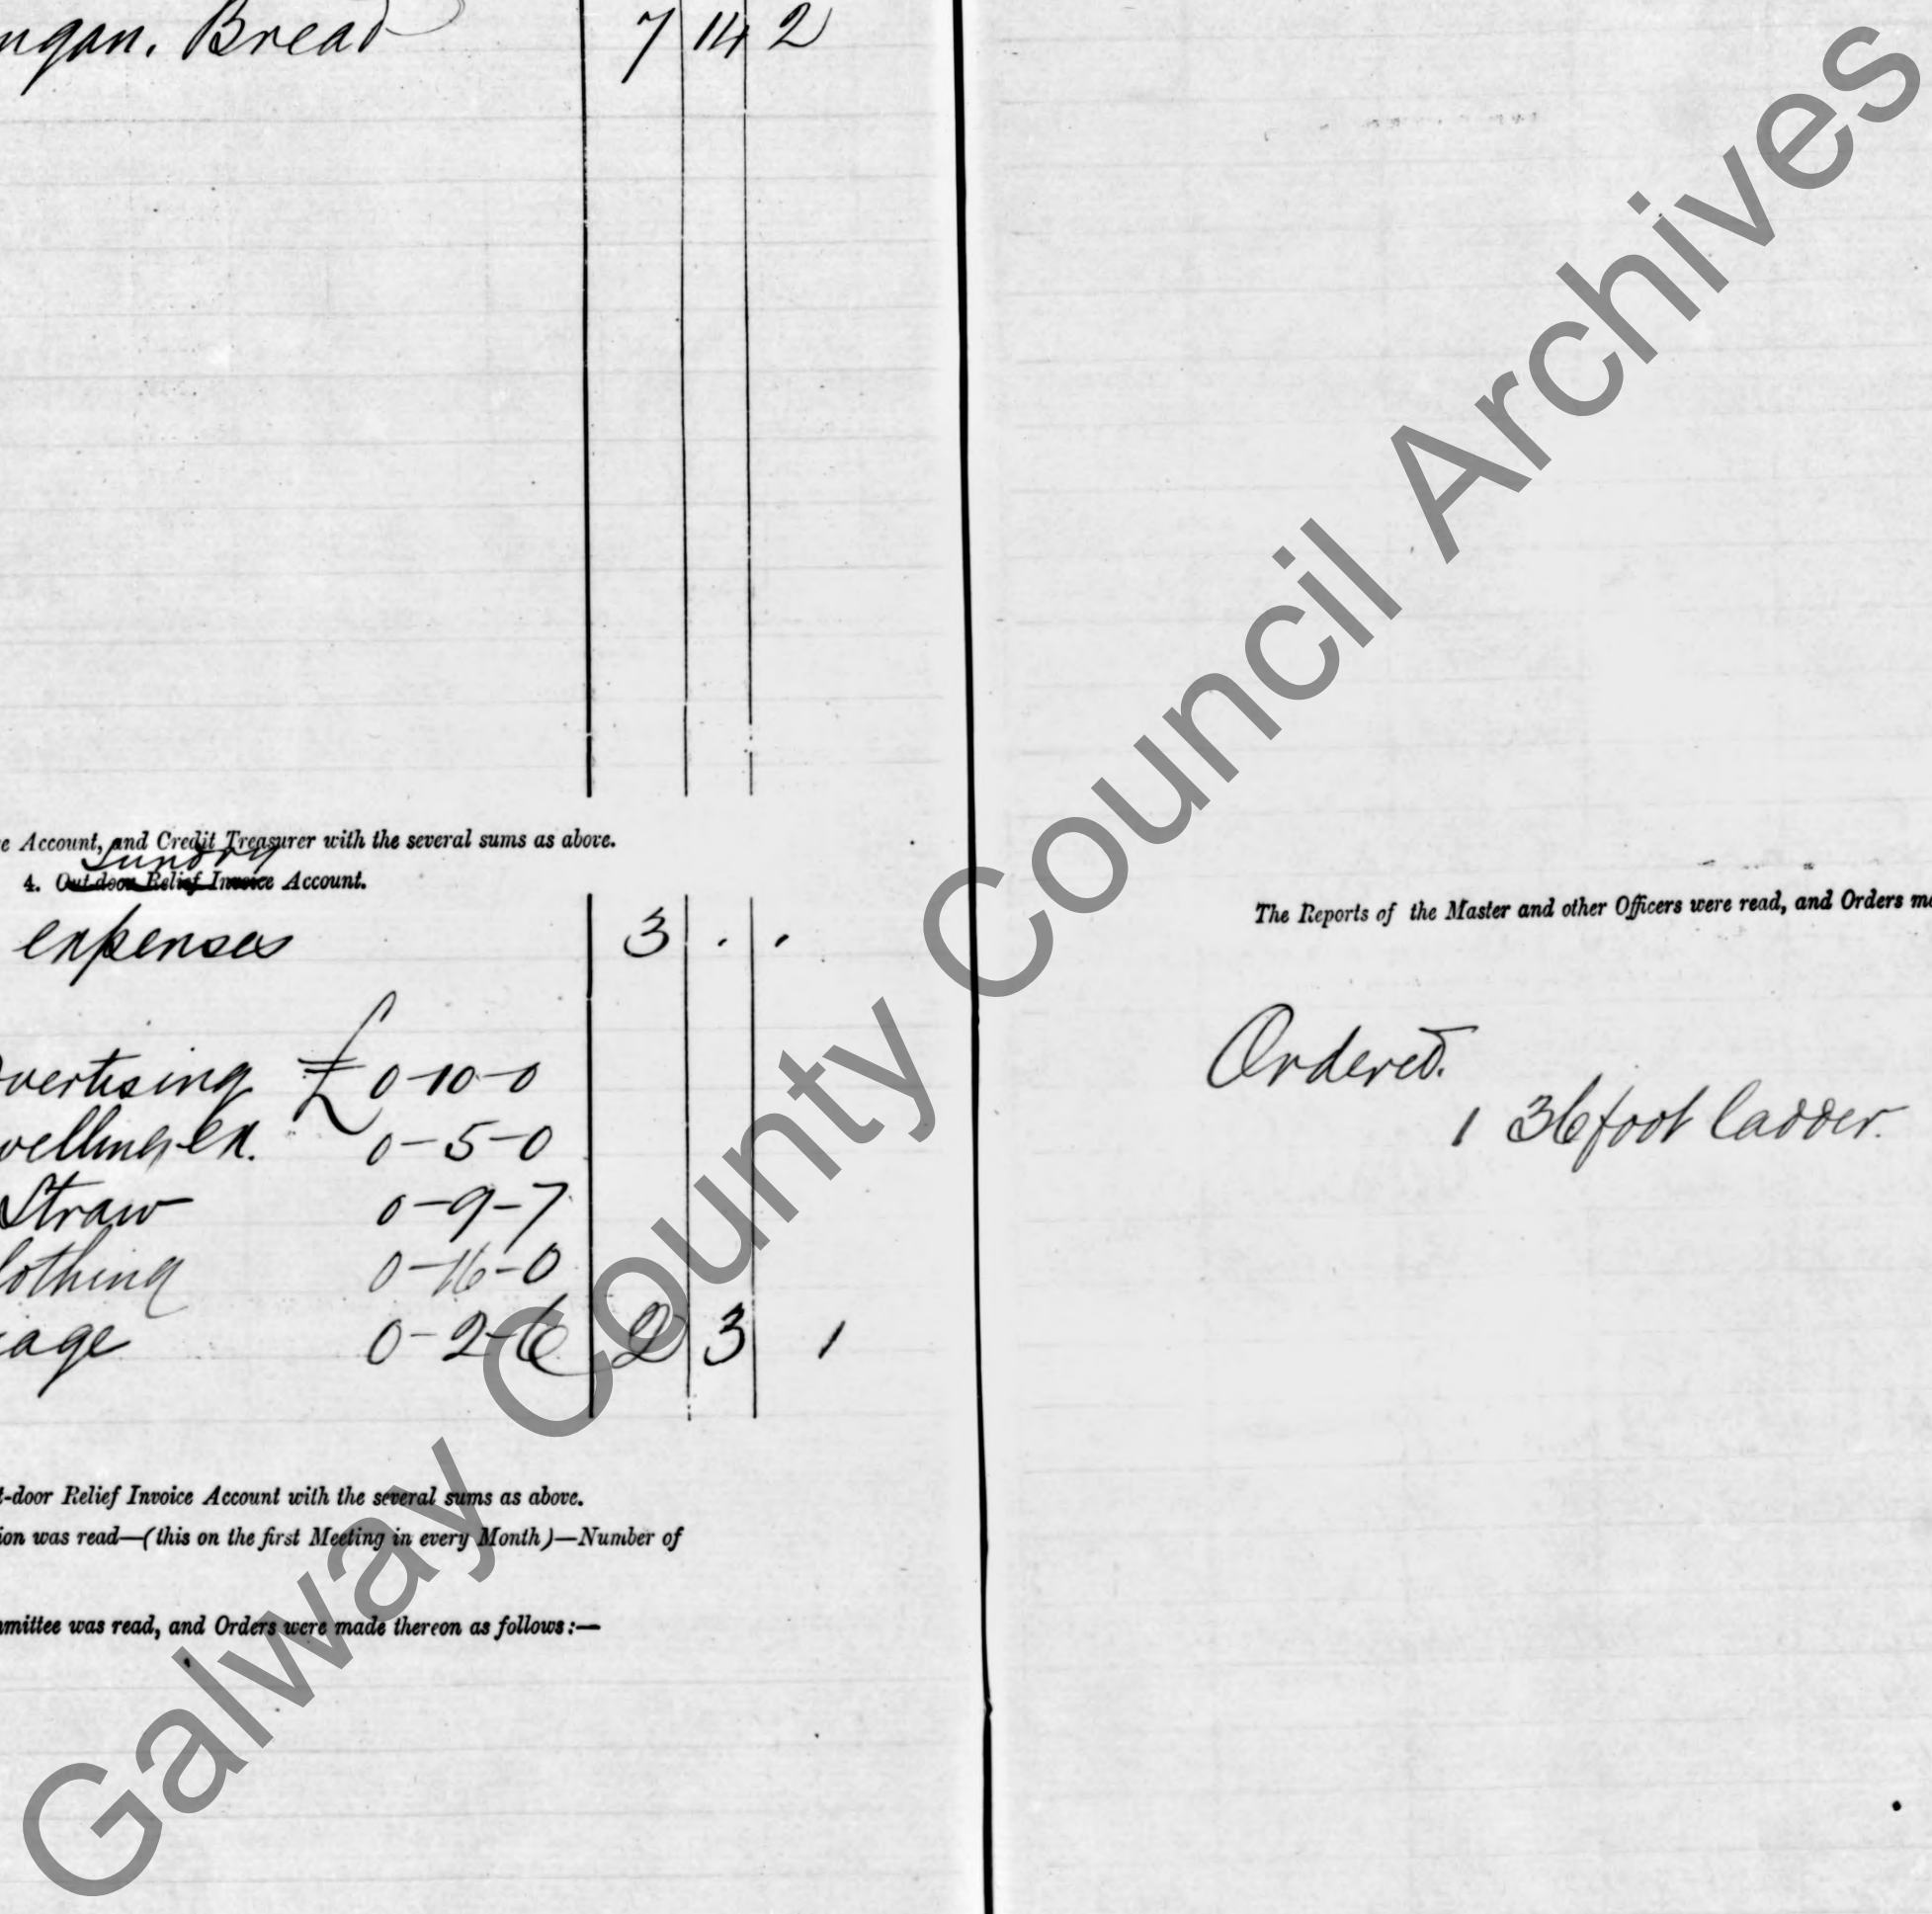 ngan. Bread 7 14 2
e Account, and Credit Treasurer with the several sums as above.
Sundry
4. Out-door Relief Invoice Account.
expenses 3 . .
vertising £ 0-10-0
velling ex. 0-5-0
Straw 0-9-7
lothing 0-16-0
iage 0-2-6 2 3 1
t-door Relief Invoice Account with the several sums as above.
ion was read—(this on the first Meeting in every Month)—Number of
mmittee was read, and Orders were made thereon as follows:—
The Reports of the Master and other Officers were read, and Orders ma
Ordered.
1 36 foot ladder.
Galway County Council Archives